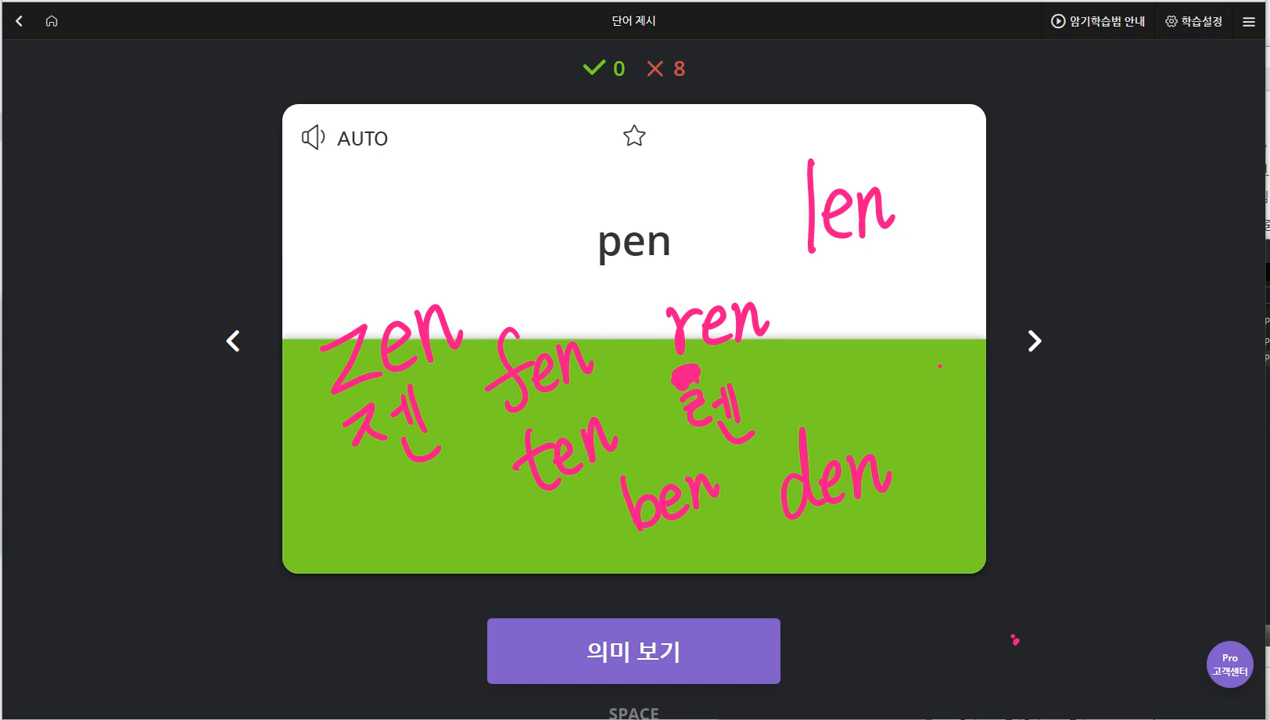 단어 제시
암기학습법 안내
학습설정
0
8
AUTO
len
pen
zen
fen
ren
젠
렌
ten
ben
den
의미 보기
Pro
고객센터
SPACE